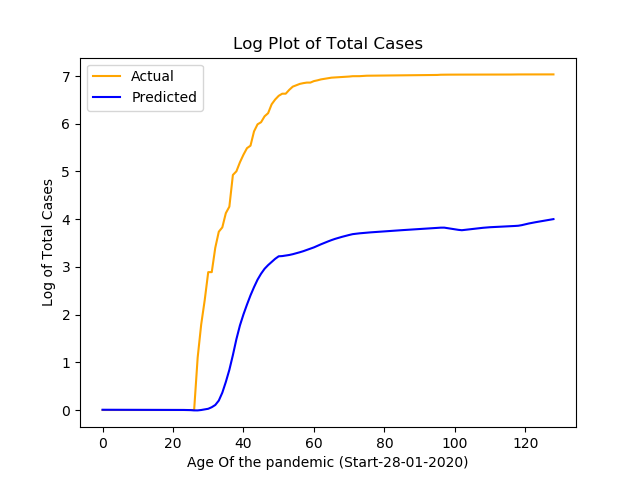 Log Plot of Total Cases
Actual
Predicted
Log of Total Cases
7
6
5
4
3
2
1
0
0 20 40 60 80 100 120
Age Of the pandemic (Start-28-01-2020)